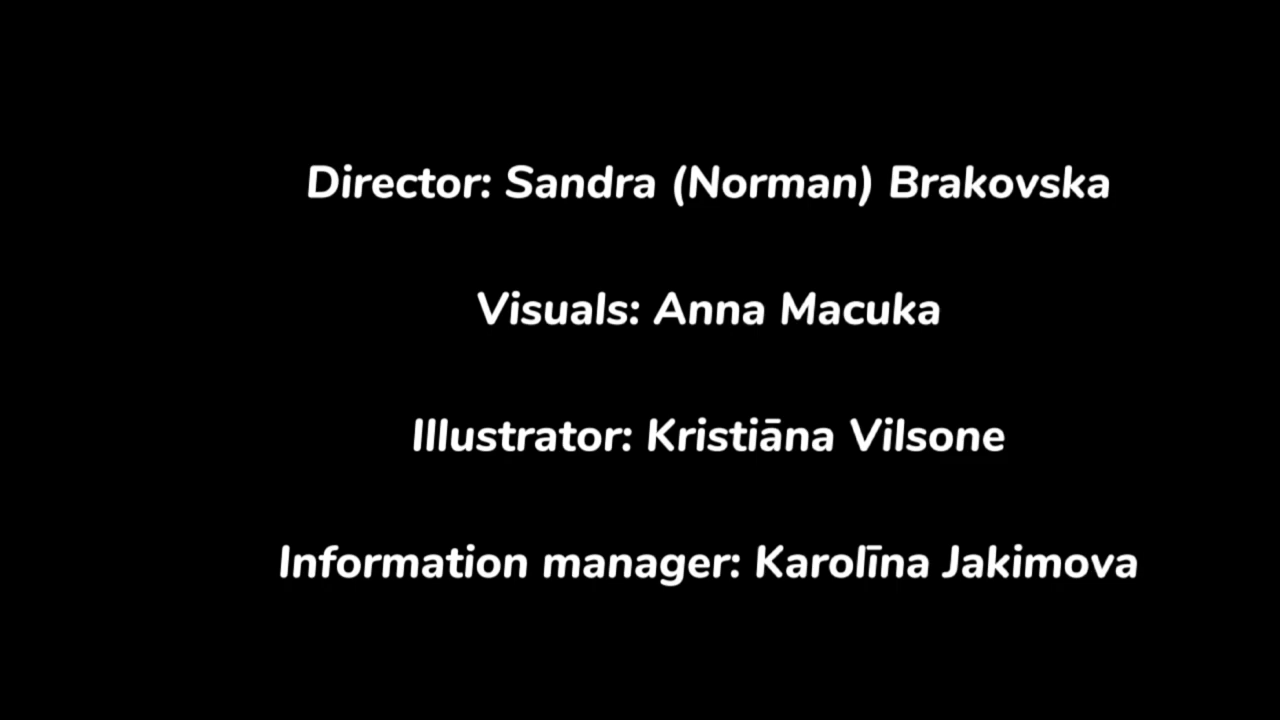 Director: Sandra (Norman) Brakovska
Visuals: Anna Macuka
Illustrator: Kristiāna Vilsone
Information manager: Karolīna Jakimova